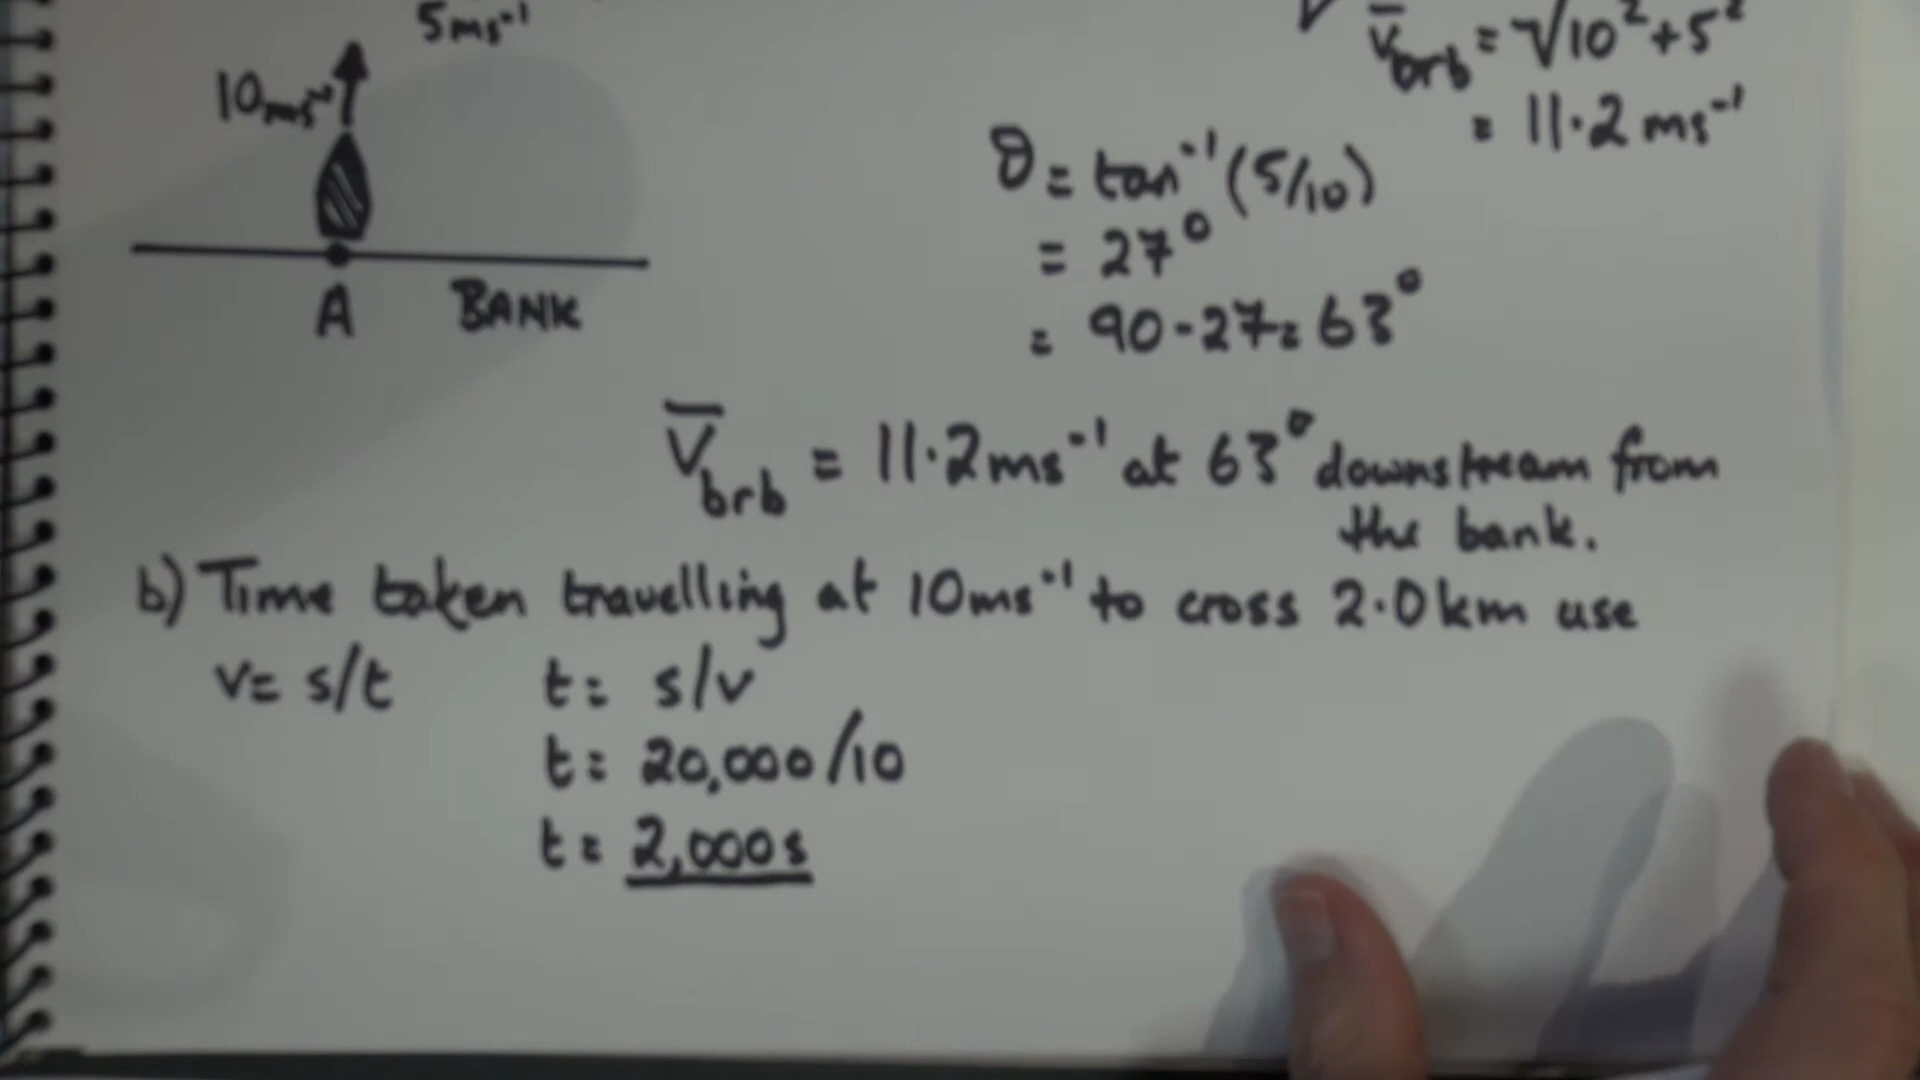 5ms⁻¹
10ms⁻¹
A BANK
V̅brb = √10²+5²
= 11.2 ms⁻¹
θ = tan⁻¹ (5/10)
= 27°
= 90-27= 63°
V̅brb = 11.2ms⁻¹ at 63° downstream from
the bank.
b) Time taken travelling at 10ms⁻¹ to cross 2.0km use
v= s/t t= s/v
t= 20,000/10
t= 2,000s